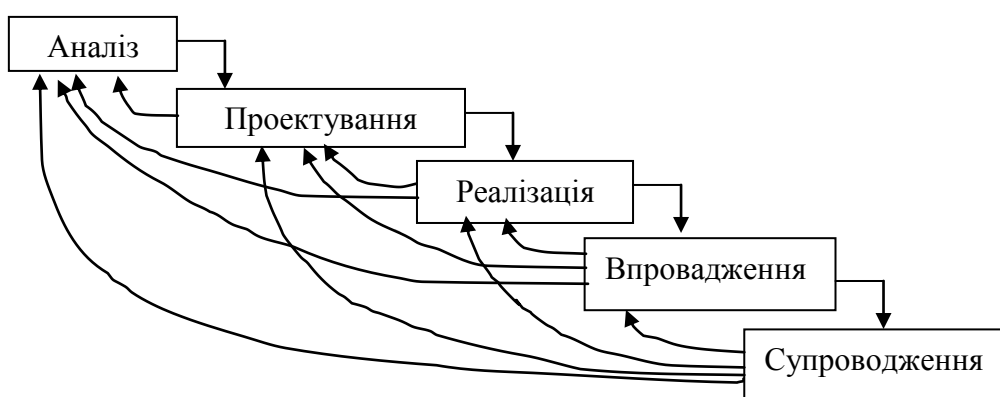 Аналіз
Проектування
Реалізація
Впровадження
Супроводження